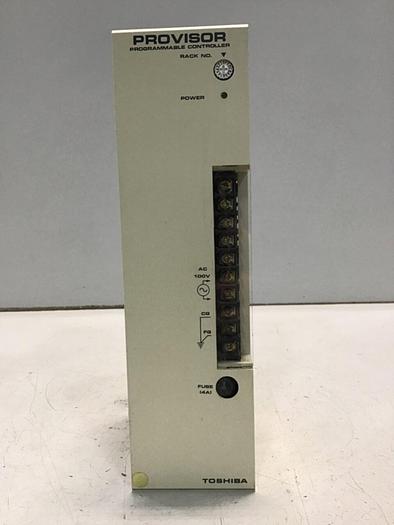 PROVISOR
PROGRAMMABLE CONTROLLER
RACK NO.
POWER
AC
100V
CG
FG
FUSE
(4A)
TOSHIBA